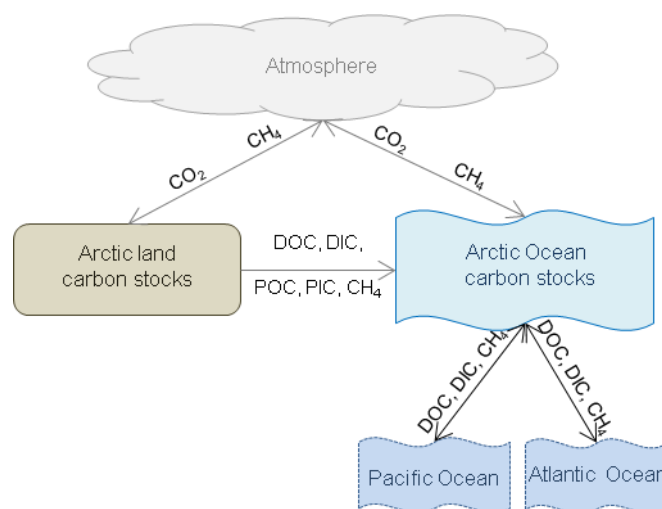 Atmosphere
CO₂
CH₄
CO₂
CH₄
Arctic land
carbon stocks
DOC, DIC,
POC, PIC, CH₄
Arctic Ocean
carbon stocks
DOC, DIC, CH₄
DOC, DIC, CH₄
Pacific Ocean
Atlantic Ocean